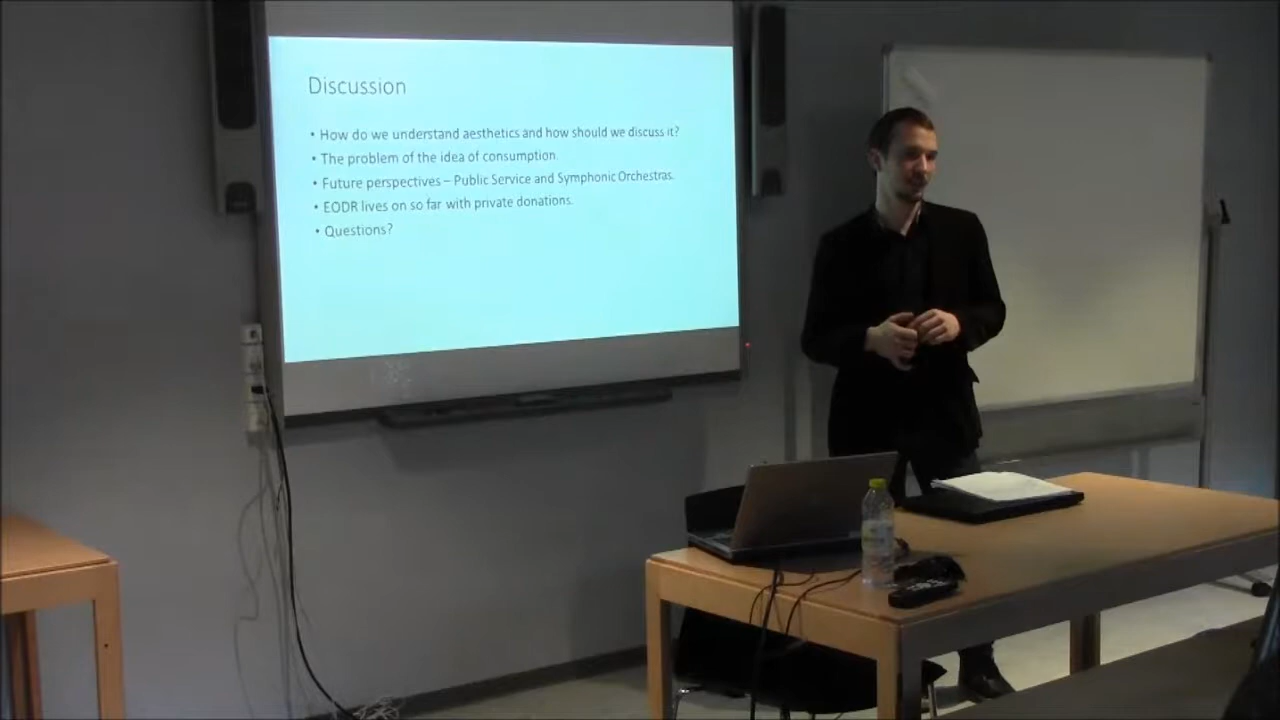 Discussion
• How do we understand aesthetics and how should we discuss it?
• The problem of the idea of consumption.
• Future perspectives – Public Service and Symphonic Orchestras.
• EODR lives on so far with private donations.
• Questions?